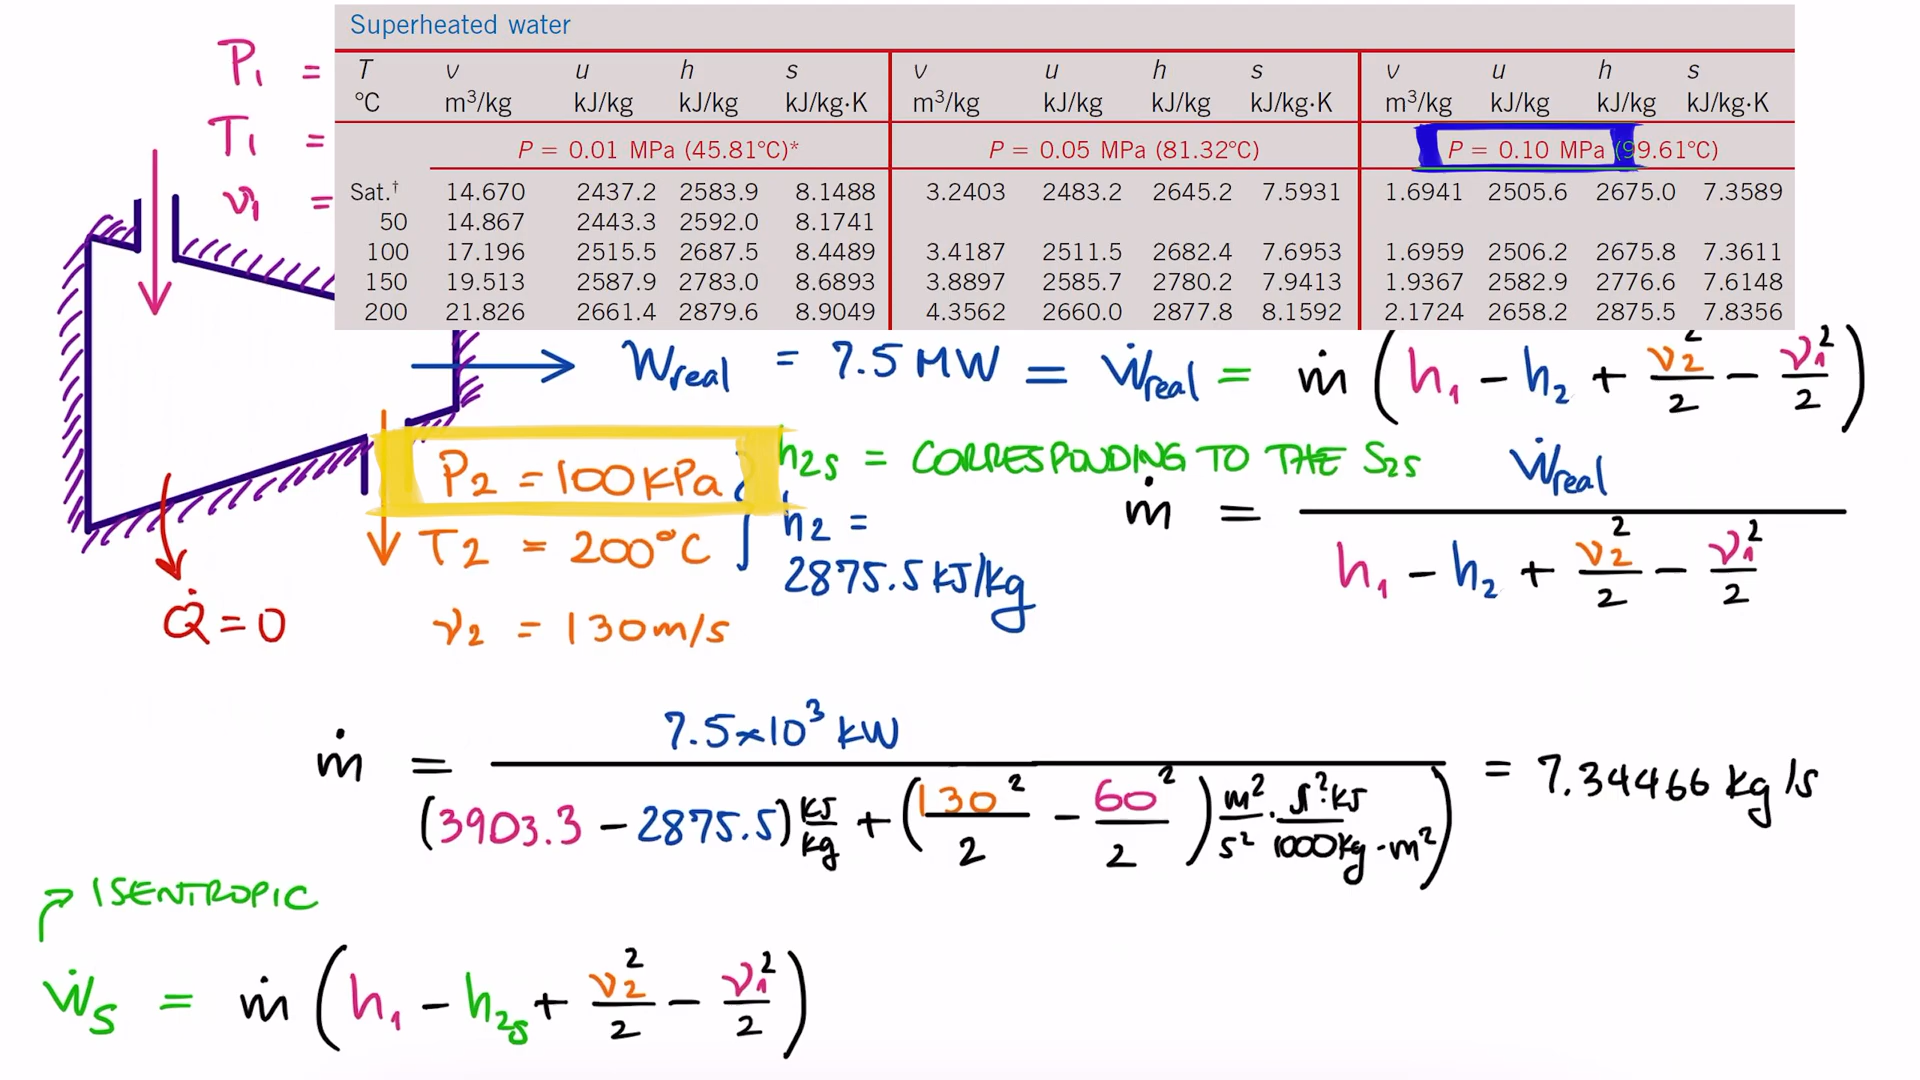 Superheated water
T v u h s v u h s v u h s
°C m³/kg kJ/kg kJ/kg kJ/kg·K m³/kg kJ/kg kJ/kg kJ/kg·K m³/kg kJ/kg kJ/kg kJ/kg·K
P = 0.01 MPa (45.81°C)* P = 0.05 MPa (81.32°C) P = 0.10 MPa (99.61°C)
Sat.† 14.670 2437.2 2583.9 8.1488 3.2403 2483.2 2645.2 7.5931 1.6941 2505.6 2675.0 7.3589
50 14.867 2443.3 2592.0 8.1741
100 17.196 2515.5 2687.5 8.4489 3.4187 2511.5 2682.4 7.6953 1.6959 2506.2 2675.8 7.3611
150 19.513 2587.9 2783.0 8.6893 3.8897 2585.7 2780.2 7.9413 1.9367 2582.9 2776.6 7.6148
200 21.826 2661.4 2879.6 8.9049 4.3562 2660.0 2877.8 8.1592 2.1724 2658.2 2875.5 7.8356
P₁ =
T₁ =
v₁ =
Ẇreal = 7.5 MW = Ẇreal = ṁ (h₁ − h₂ + v₂²/2 − v₁²/2)
P₂ = 100 kPa
T₂ = 200°C
v₂ = 130 m/s
Q̇ = 0
h₂s = CORRESPONDING TO THE S₂s
h₂ =
2875.5 kJ/kg
ṁ = Ẇreal / (h₁ − h₂ + v₂²/2 − v₁²/2)
ṁ = 7.5×10³ kW / ((3903.3 − 2875.5) kJ/kg + (130²/2 − 60²/2) m²/s² · s²·kJ/1000kg·m²) = 7.34466 kg/s
ISENTROPIC
Ẇs = ṁ (h₁ − h₂s + v₂²/2 − v₁²/2)